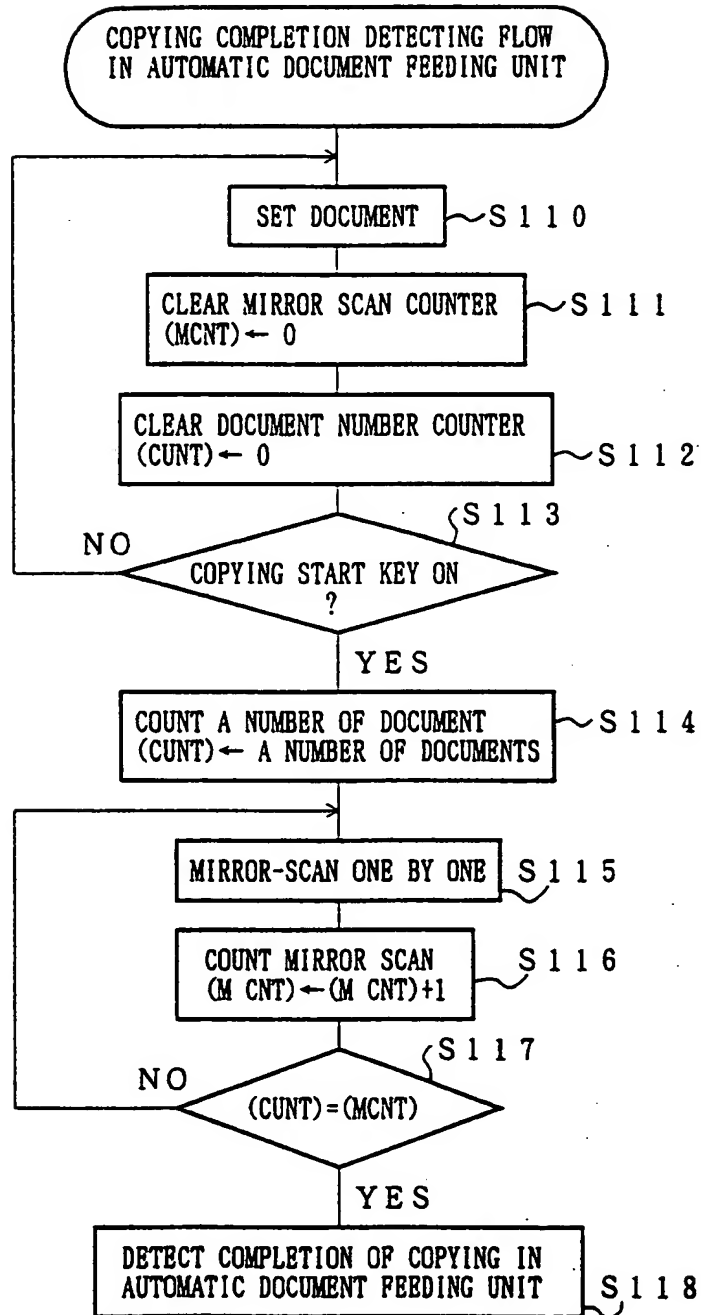 COPYING COMPLETION DETECTING FLOW
IN AUTOMATIC DOCUMENT FEEDING UNIT
SET DOCUMENT
S110
CLEAR MIRROR SCAN COUNTER
(MCNT)← 0
S111
CLEAR DOCUMENT NUMBER COUNTER
(CUNT)← 0
S112
S113
NO
COPYING START KEY ON
?
YES
COUNT A NUMBER OF DOCUMENT
(CUNT)← A NUMBER OF DOCUMENTS
S114
MIRROR-SCAN ONE BY ONE
S115
COUNT MIRROR SCAN
(M CNT)←(M CNT)+1
S116
S117
NO
(CUNT)=(MCNT)
YES
DETECT COMPLETION OF COPYING IN
AUTOMATIC DOCUMENT FEEDING UNIT
S118